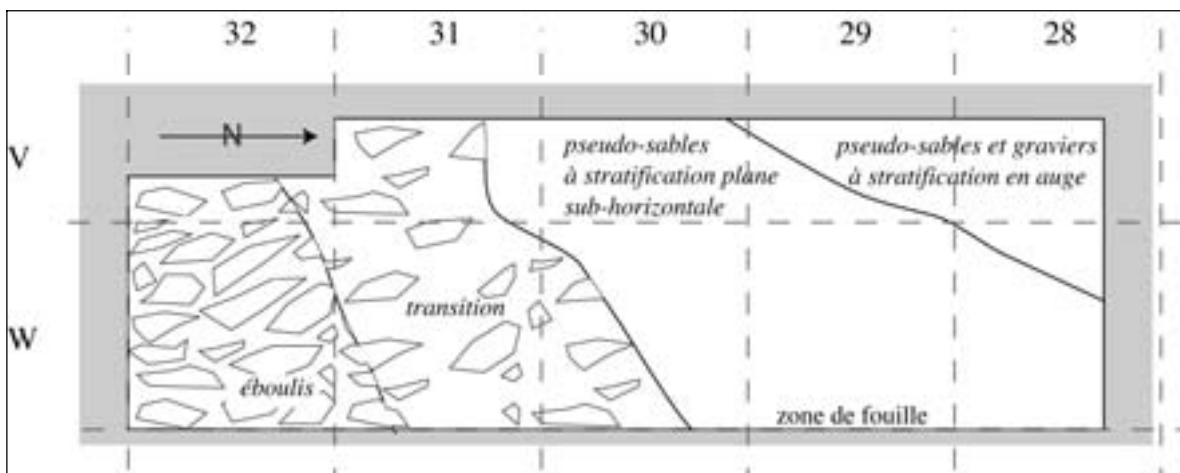 32 31 30 29 28
N
V
pseudo-sables
à stratification plane
sub-horizontale
pseudo-sables et graviers
à stratification en auge
transition
W
éboulis
zone de fouille